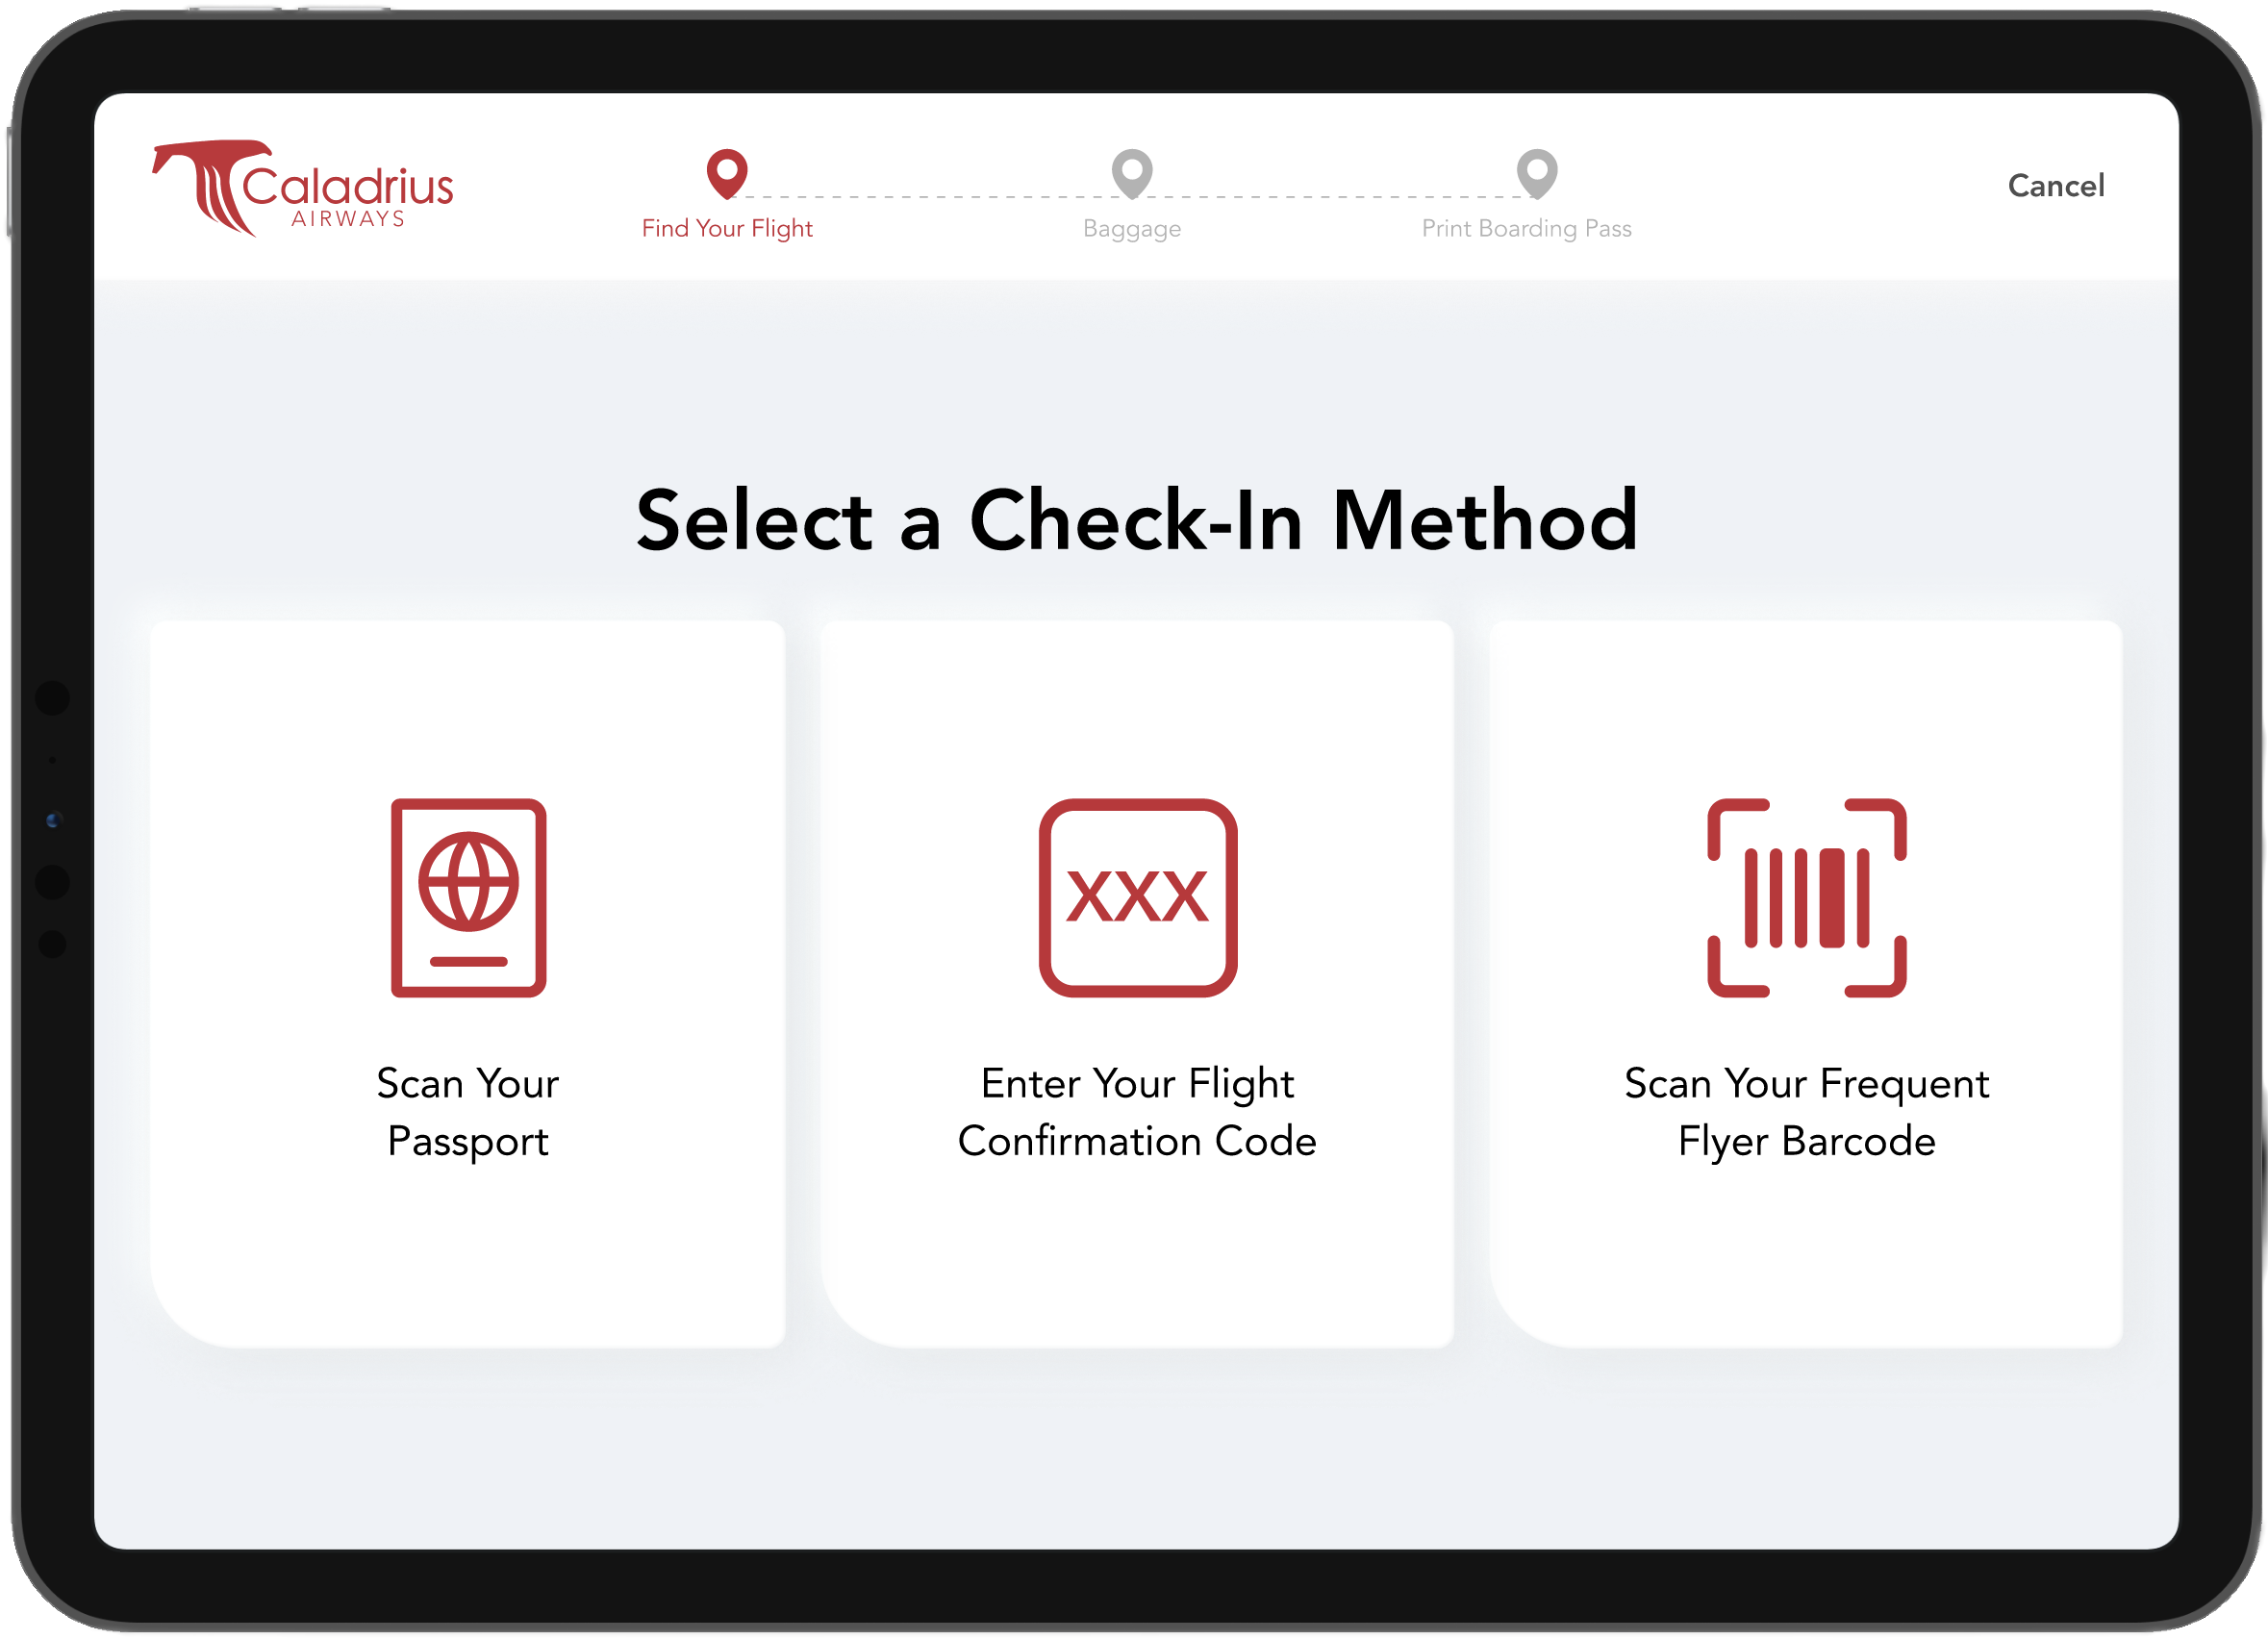 Caladrius
AIRWAYS
Find Your Flight
Baggage
Print Boarding Pass
Cancel
Select a Check-In Method
Scan Your
Passport
XXX
Enter Your Flight
Confirmation Code
Scan Your Frequent
Flyer Barcode